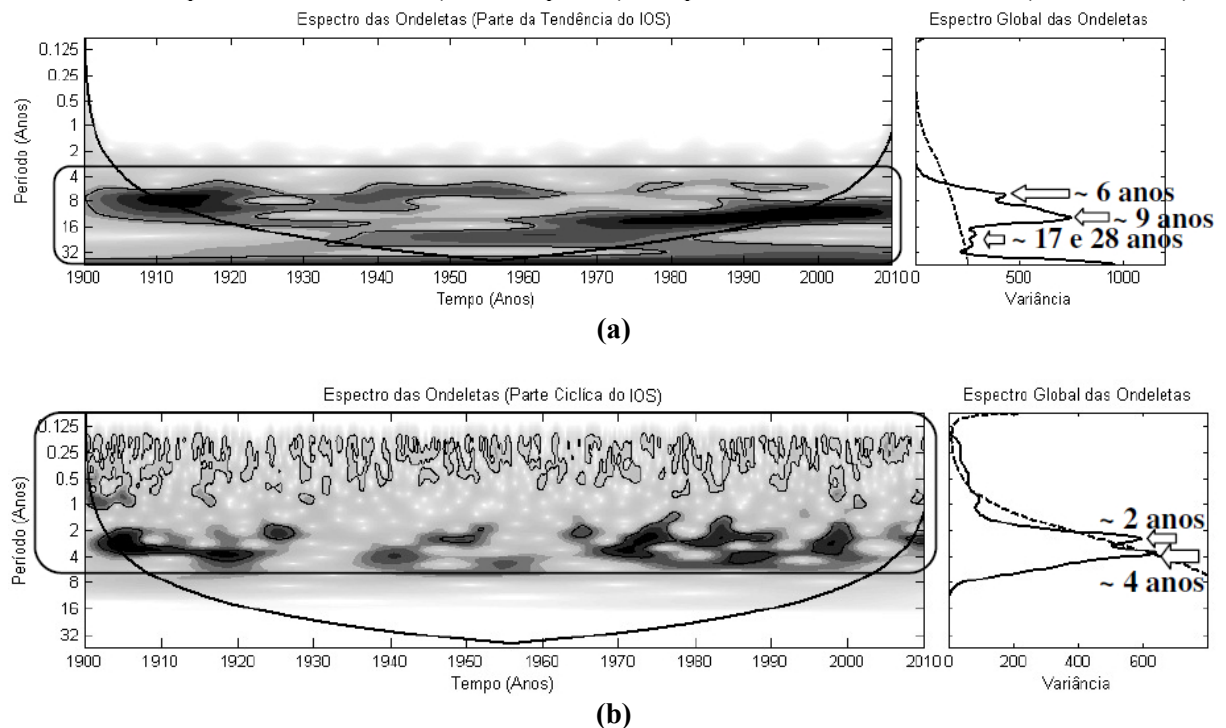 Espectro das Ondeletas (Parte da Tendência do IOS)
Espectro Global das Ondeletas
0.125
0.25
0.5
1
2
4
8
16
32
Período (Anos)
1900 1910 1920 1930 1940 1950 1960 1970 1980 1990 2000 2010
Tempo (Anos)
~ 6 anos
~ 9 anos
~ 17 e 28 anos
0 500 1000
Variância
(a)
Espectro das Ondeletas (Parte Ciclíca do IOS)
Espectro Global das Ondeletas
0.125
0.25
0.5
1
2
4
8
16
32
Período (Anos)
1900 1910 1920 1930 1940 1950 1960 1970 1980 1990 2000 2010
Tempo (Anos)
~ 2 anos
~ 4 anos
0 200 400 600
Variância
(b)